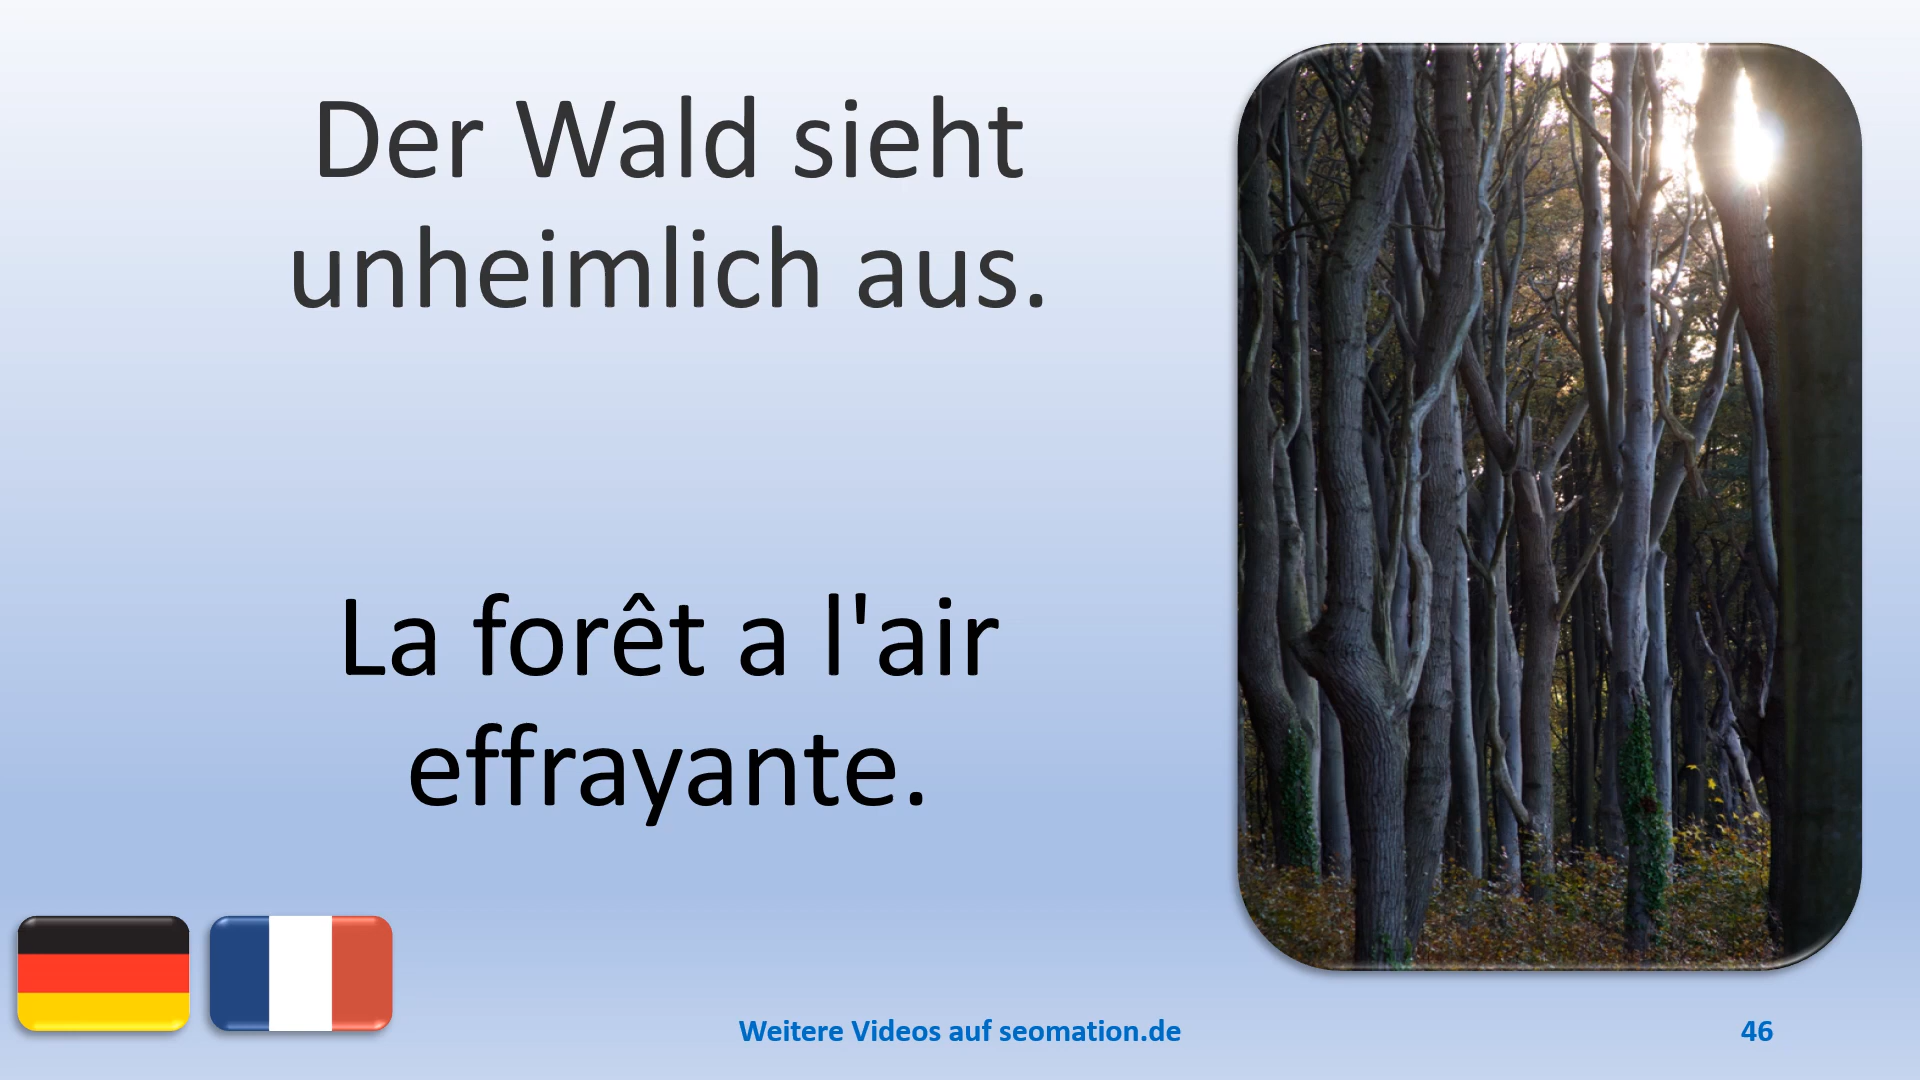 Der Wald sieht
unheimlich aus.
La forêt a l'air
effrayante.
Weitere Videos auf seomation.de
46